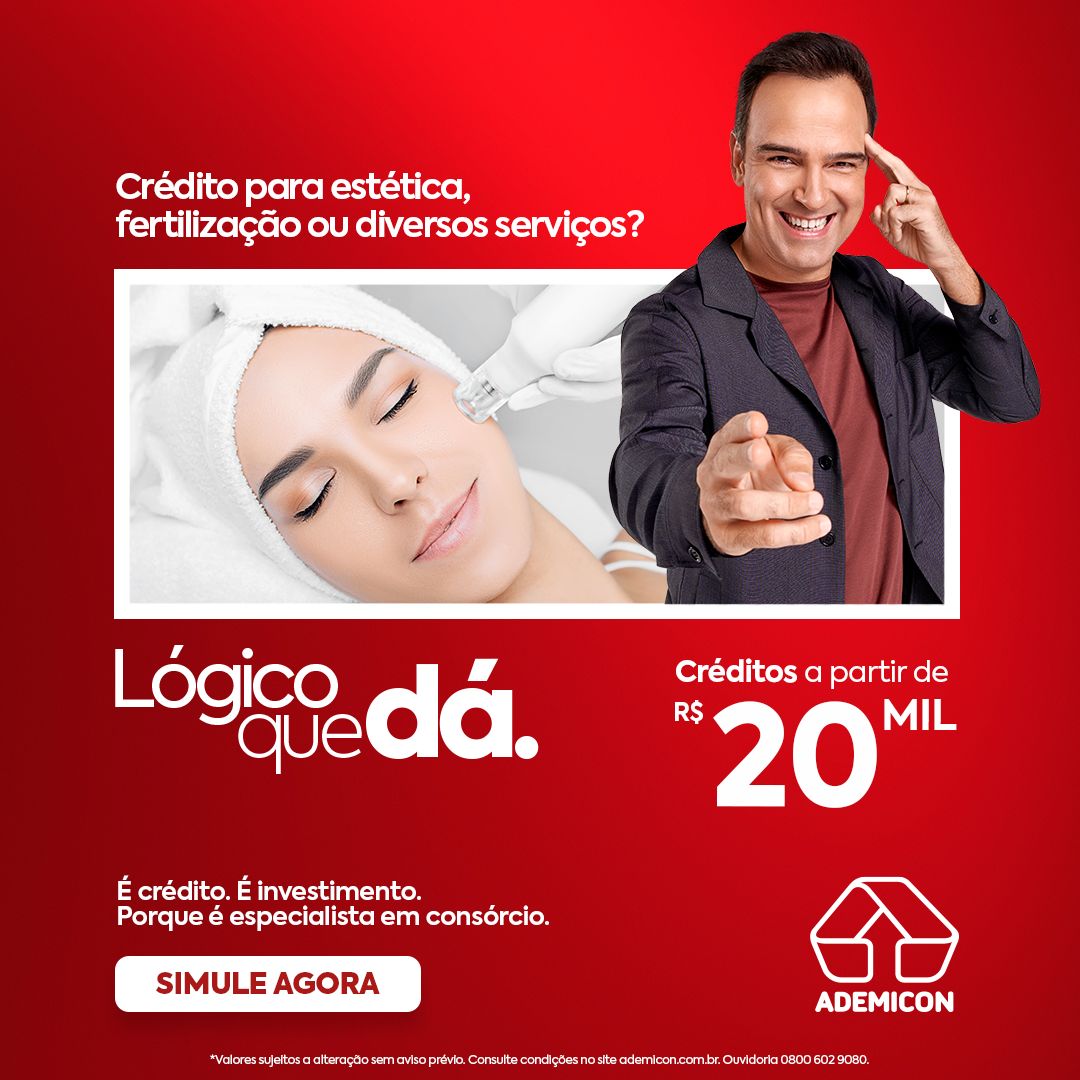 Crédito para estética,
fertilização ou diversos serviços?
Lógico
que dá.
Créditos a partir de
R$ 20 MIL
É crédito. É investimento.
Porque é especialista em consórcio.
SIMULE AGORA
ADEMICON
*Valores sujeitos a alteração sem aviso prévio. Consulte condições no site ademicon.com.br. Ouvidoria 0800 602 9080.